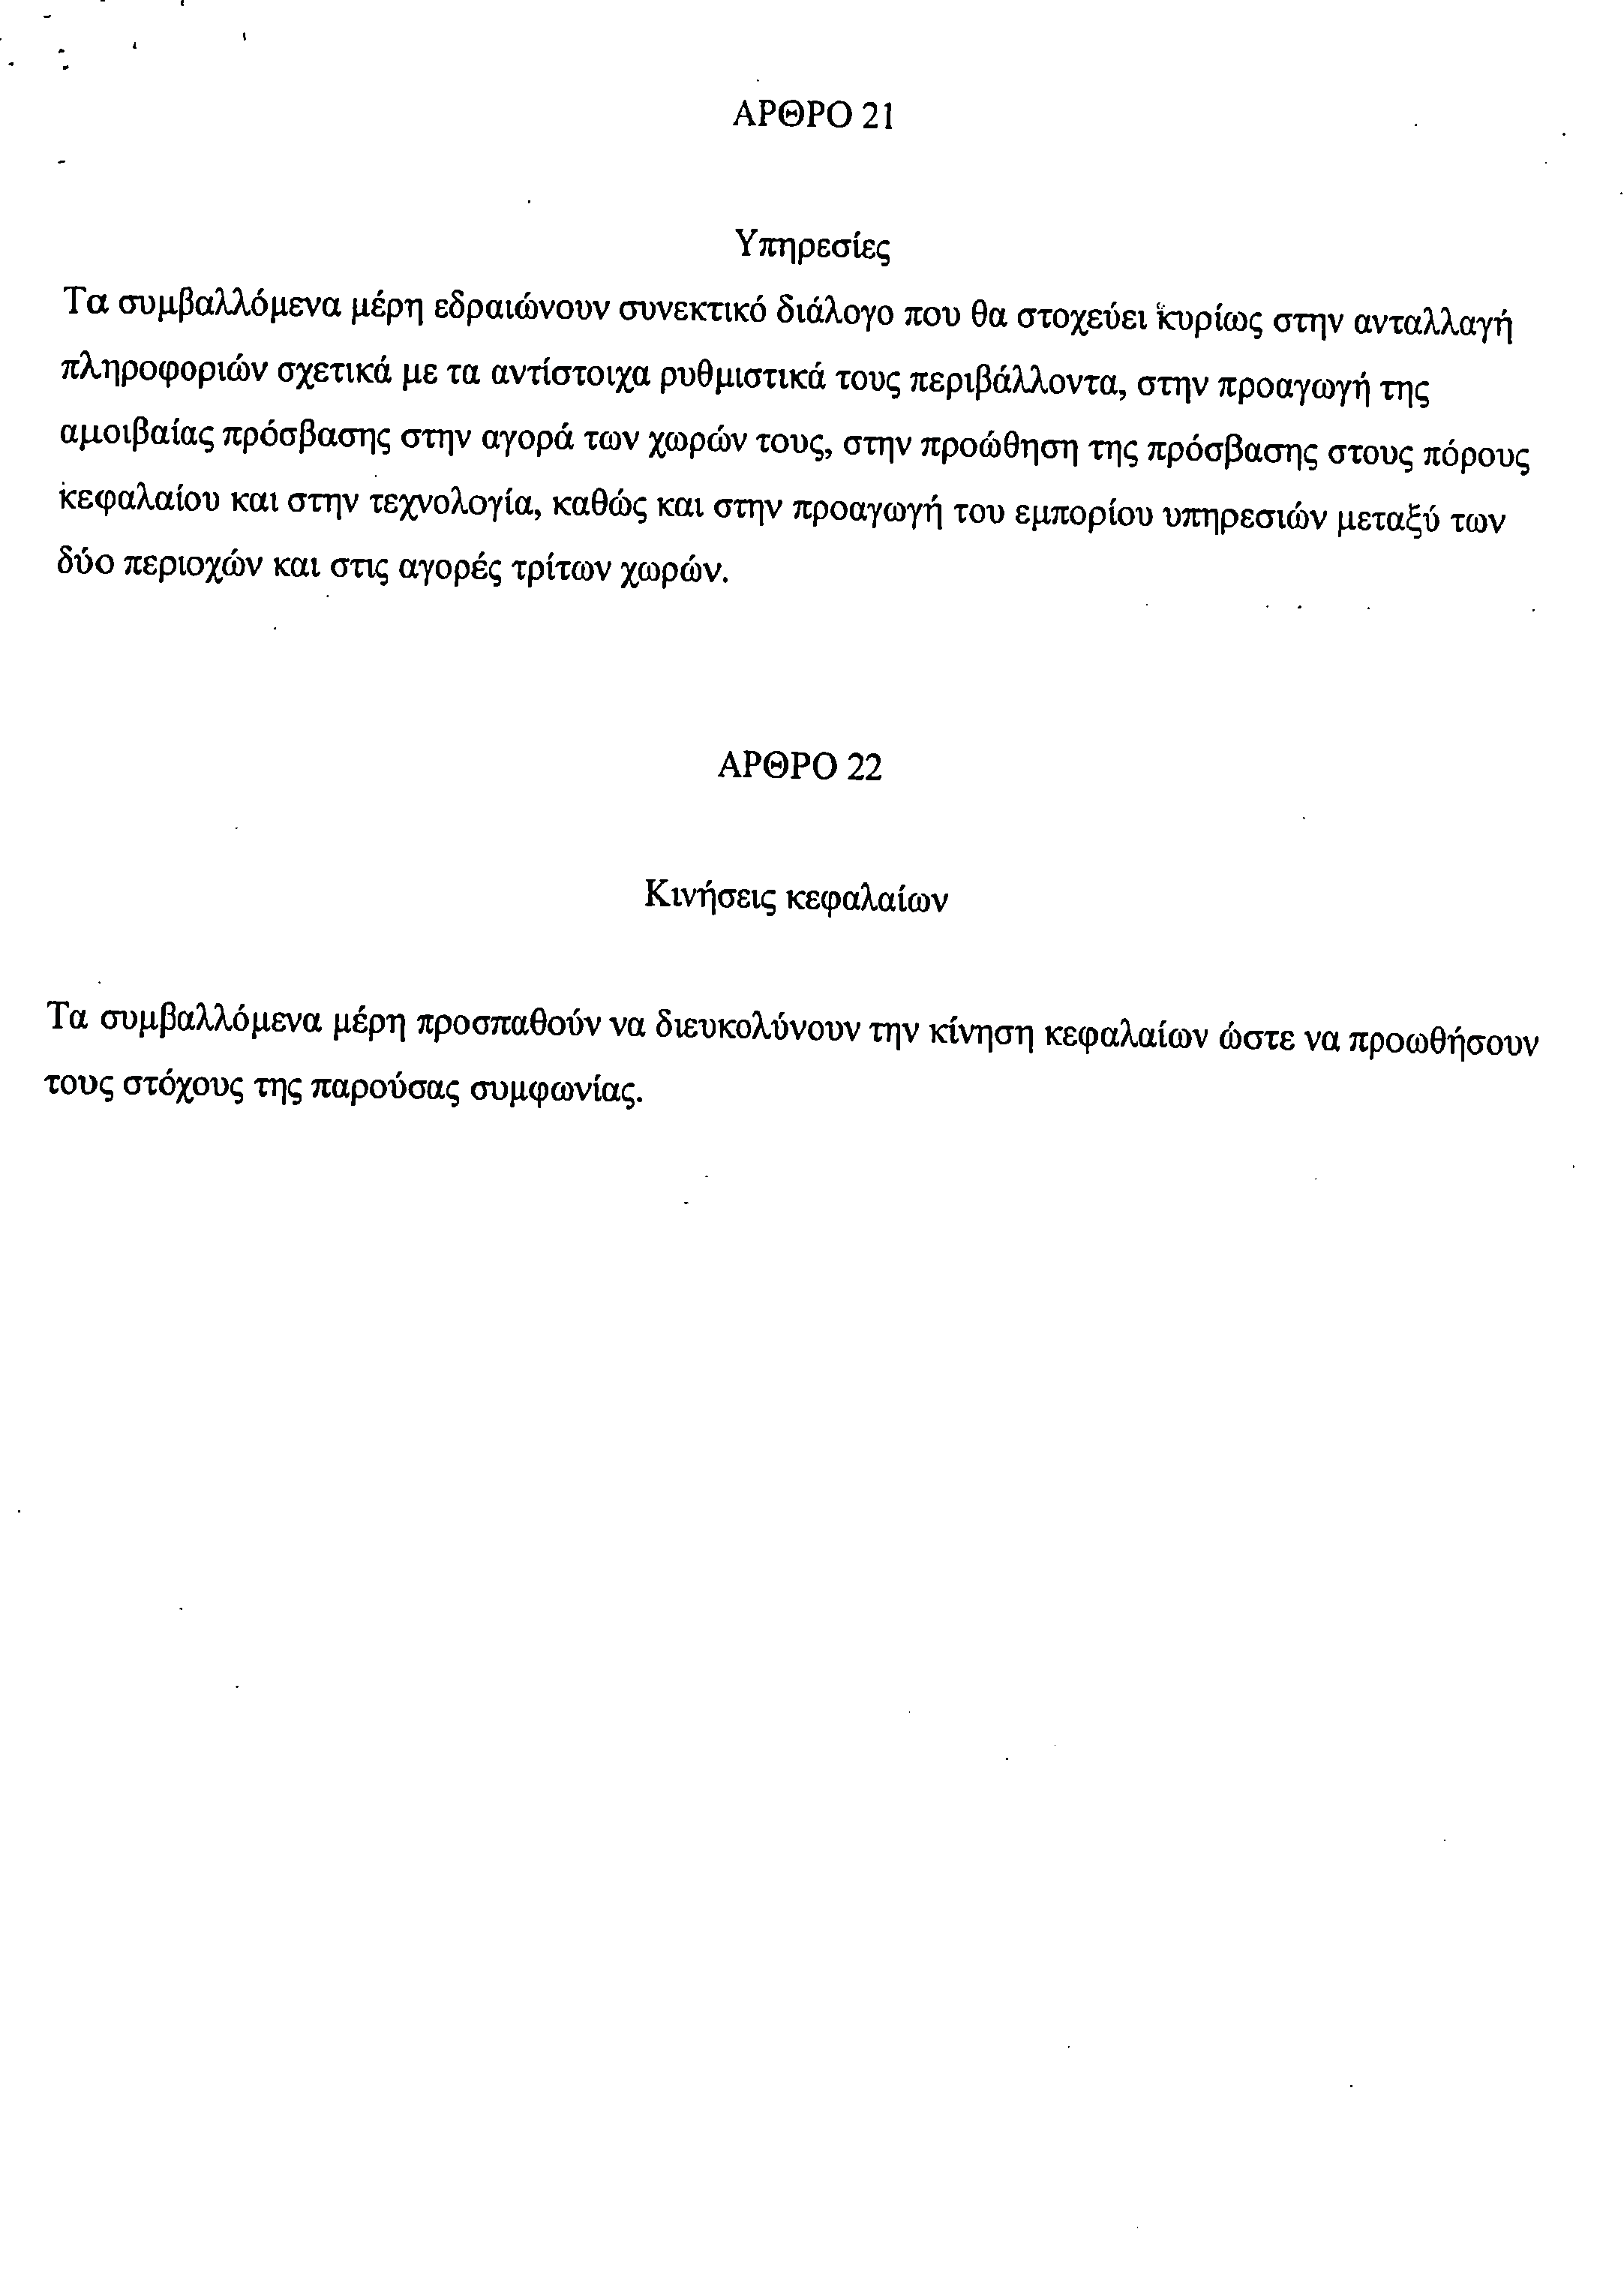 ΑΡΘΡΟ 21
Υπηρεσίες
Τα συμβαλλόμενα μέρη εδραιώνουν συνεκτικό διάλογο που θα στοχεύει κυρίως στην ανταλλαγή
πληροφοριών σχετικά με τα αντίστοιχα ρυθμιστικά τους περιβάλλοντα, στην προαγωγή της
αμοιβαίας πρόσβασης στην αγορά των χωρών τους, στην προώθηση της πρόσβασης στους πόρους
κεφαλαίου και στην τεχνολογία, καθώς και στην προαγωγή του εμπορίου υπηρεσιών μεταξύ των
δύο περιοχών και στις αγορές τρίτων χωρών.
ΑΡΘΡΟ 22
Κινήσεις κεφαλαίων
Τα συμβαλλόμενα μέρη προσπαθούν να διευκολύνουν την κίνηση κεφαλαίων ώστε να προωθήσουν
τους στόχους της παρούσας συμφωνίας.